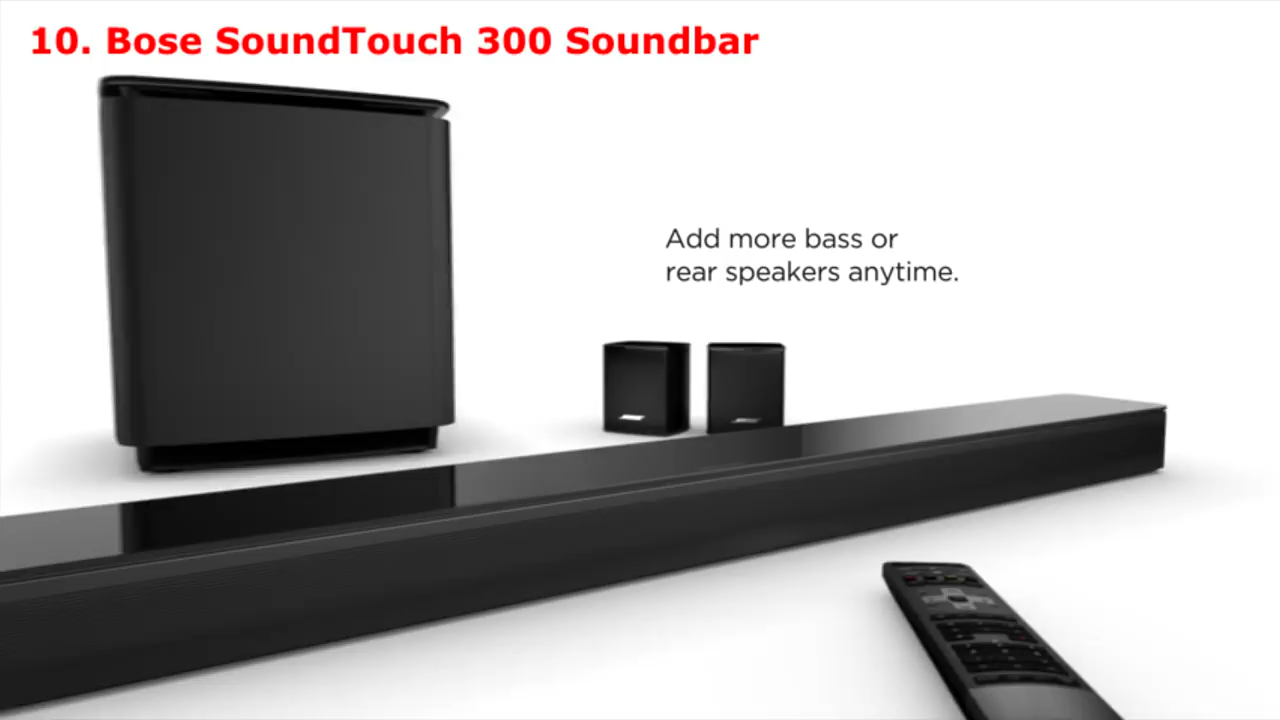 10. Bose SoundTouch 300 Soundbar
Add more bass or
rear speakers anytime.